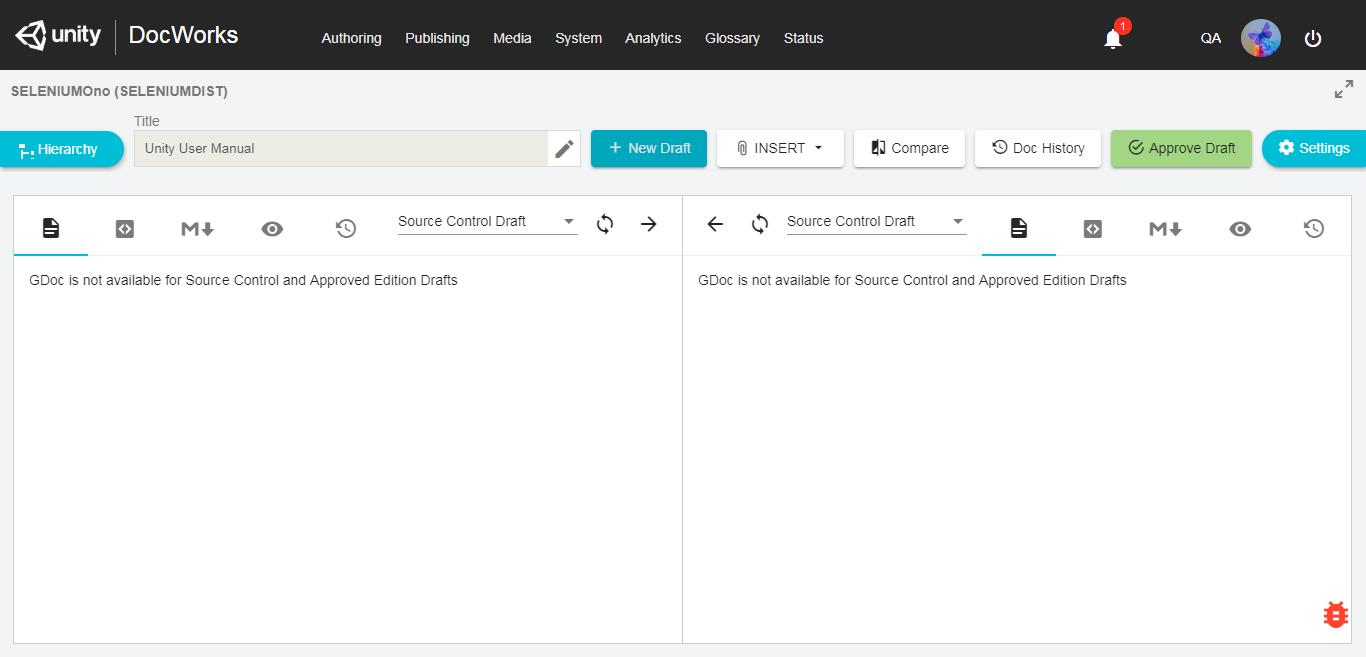 unity DocWorks Authoring Publishing Media System Analytics Glossary Status 1 QA
SELENIUMOno (SELENIUMDIST)
Title
Hierarchy Unity User Manual + New Draft INSERT Compare Doc History Approve Draft Settings
M Source Control Draft Source Control Draft M
GDoc is not available for Source Control and Approved Edition Drafts
GDoc is not available for Source Control and Approved Edition Drafts